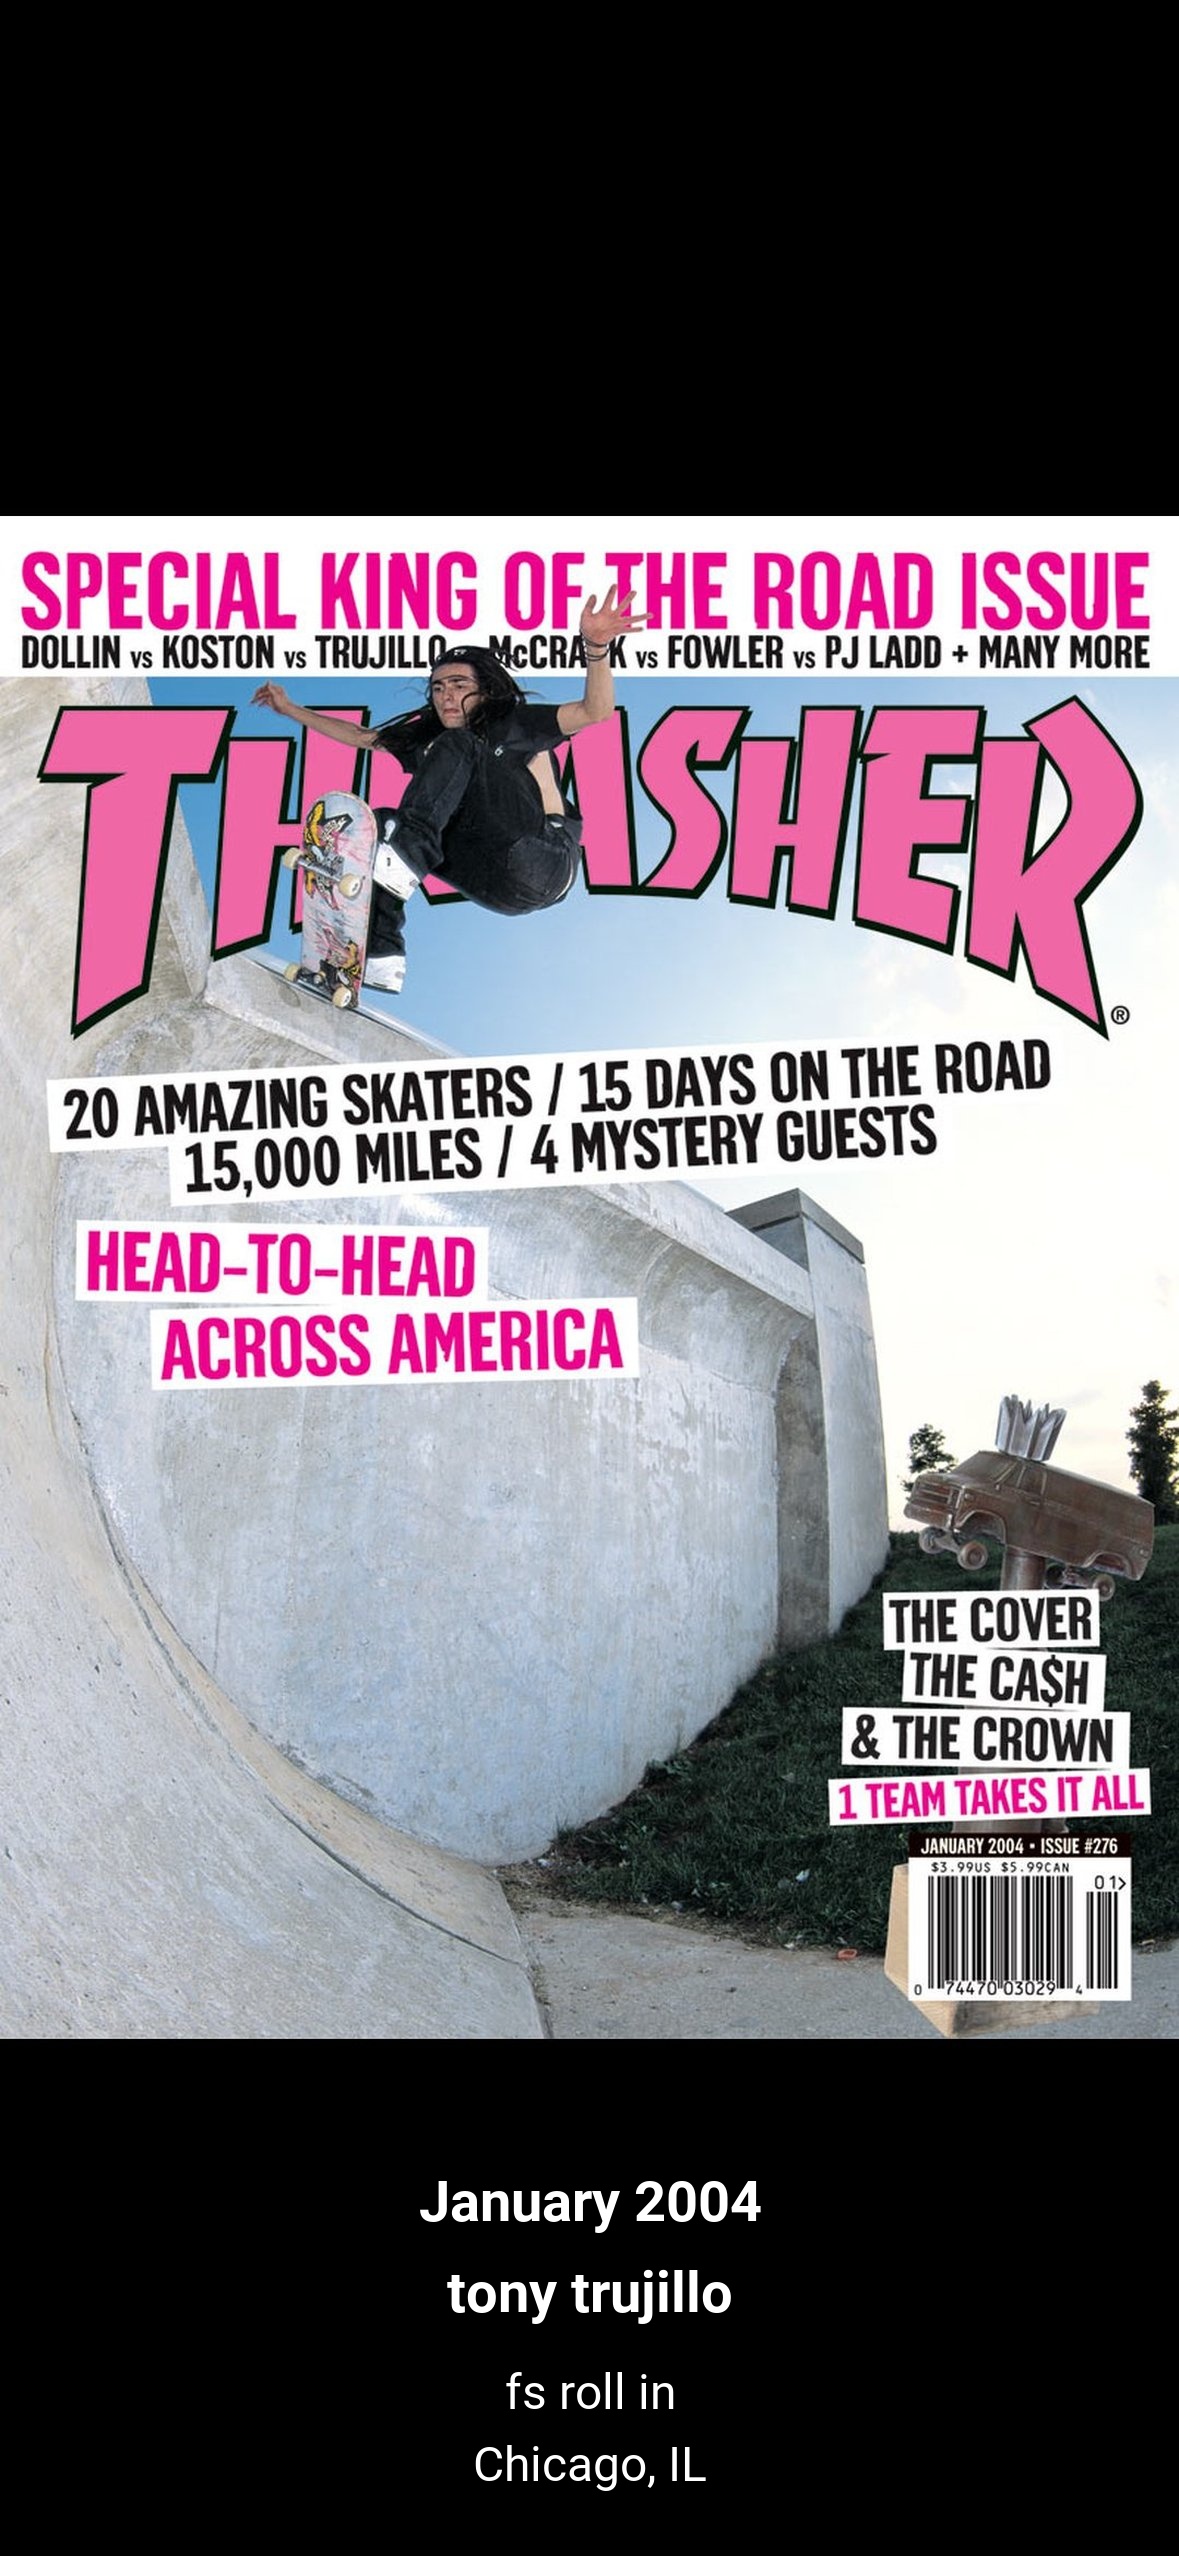 SPECIAL KING OF THE ROAD ISSUE
DOLLIN vs KOSTON vs TRUJILLO vs McCRANK vs FOWLER vs PJ LADD + MANY MORE
THRASHER®
20 AMAZING SKATERS / 15 DAYS ON THE ROAD
15,000 MILES / 4 MYSTERY GUESTS
HEAD-TO-HEAD
ACROSS AMERICA
THE COVER
THE CA$H
& THE CROWN
1 TEAM TAKES IT ALL
JANUARY 2004 • ISSUE #276
$3.99US $5.99CAN
01>
0 74470 03029 4
January 2004
tony trujillo
fs roll in
Chicago, IL